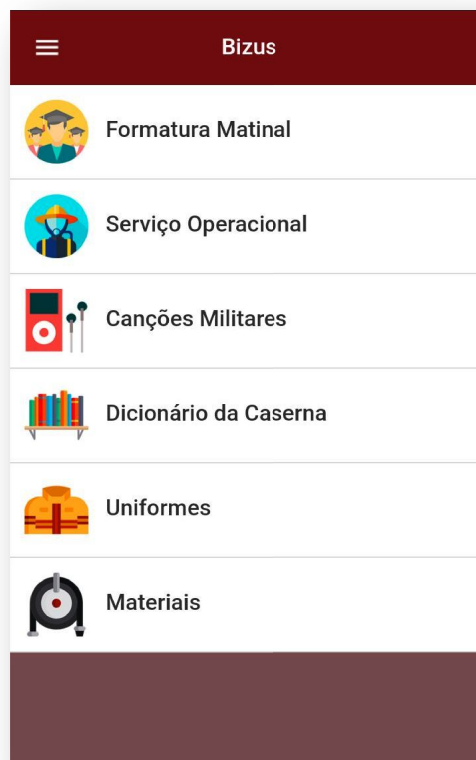 Bizus
Formatura Matinal
Serviço Operacional
Canções Militares
Dicionário da Caserna
Uniformes
Materiais